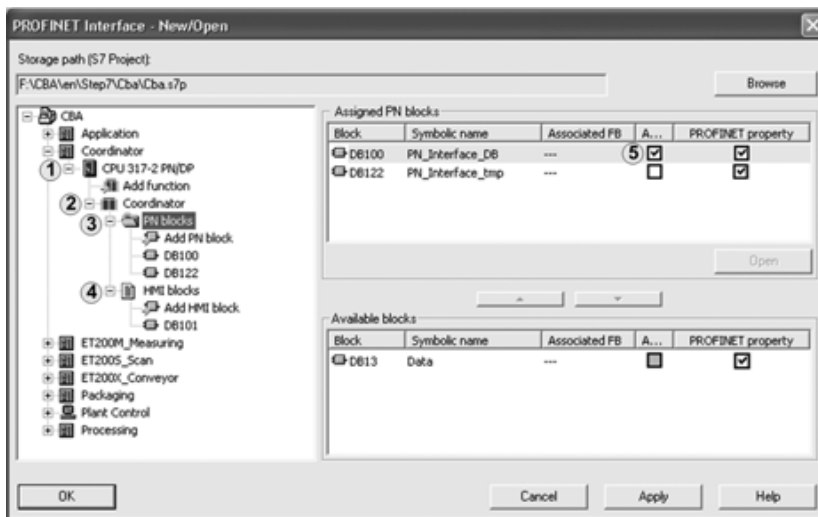 PROFINET Interface - New/Open
Storage path (S7 Project):
F:\CBA\en\Step7\Cba\Cba.s7p
Browse
CBA
Application
Coordinator
1 CPU 317-2 PN/DP
Add function
2 Coordinator
3 PN blocks
Add PN block
DB100
DB122
4 HMI blocks
Add HMI block
DB101
ET200M_Measuring
ET200S_Scan
ET200X_Conveyor
Packaging
Plant Control
Processing
Assigned PN blocks
Block Symbolic name Associated FB A... PROFINET property
DB100 PN_Interface_DB --- 5
DB122 PN_Interface_tmp ---
Open
Available blocks
Block Symbolic name Associated FB A... PROFINET property
DB13 Data ---
OK Cancel Apply Help